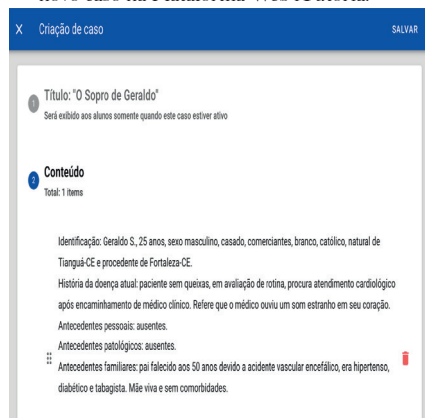 X Criação de caso SALVAR
1 Título: "O Sopro de Geraldo"
Será exibido aos alunos somente quando este caso estiver ativo
2 Conteúdo
Total: 1 items
Identificação: Geraldo S., 25 anos, sexo masculino, casado, comerciantes, branco, católico, natural de
Tianguá-CE e procedente de Fortaleza-CE.
História da doença atual: paciente sem queixas, em avaliação de rotina, procura atendimento cardiológico
após encaminhamento de médico clínico. Refere que o médico ouviu um som estranho em seu coração.
Antecedentes pessoais: ausentes.
Antecedentes patológicos: ausentes.
Antecedentes familiares: pai falecido aos 50 anos devido a acidente vascular encefálico, era hipertenso,
diabético e tabagista. Mãe viva e sem comorbidades.